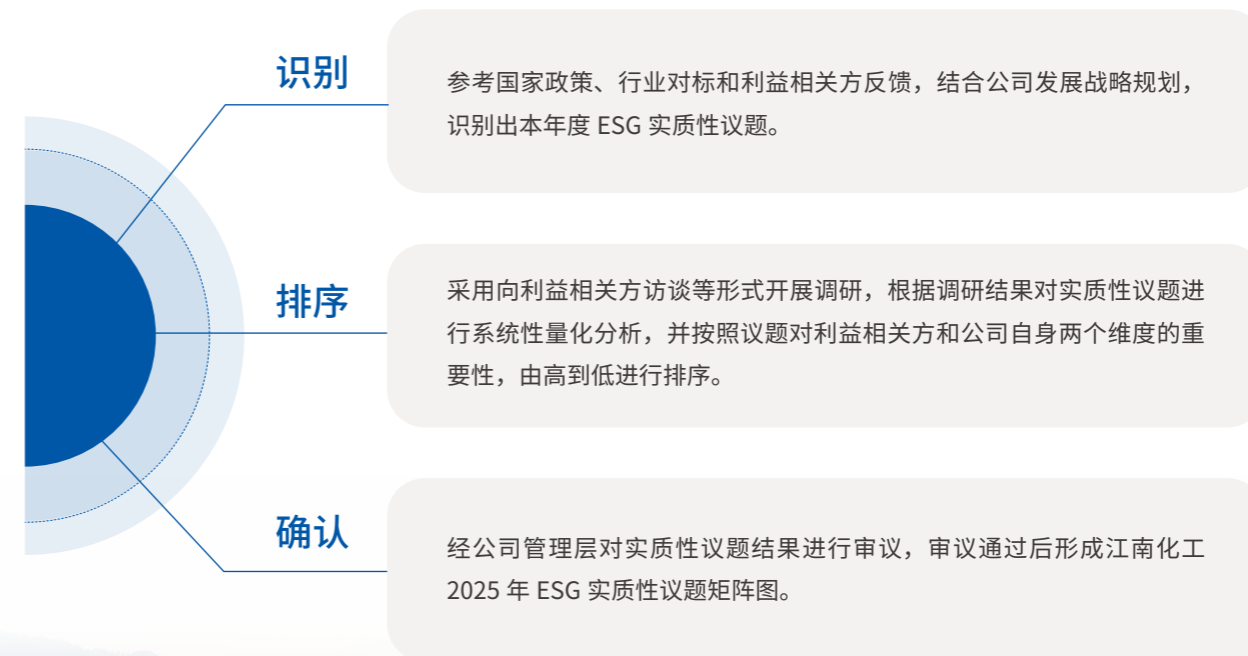 识别
参考国家政策、行业对标和利益相关方反馈，结合公司发展战略规划，
识别出本年度 ESG 实质性议题。
排序
采用向利益相关方访谈等形式开展调研，根据调研结果对实质性议题进
行系统性量化分析，并按照议题对利益相关方和公司自身两个维度的重
要性，由高到低进行排序。
确认
经公司管理层对实质性议题结果进行审议，审议通过后形成江南化工
2025 年 ESG 实质性议题矩阵图。